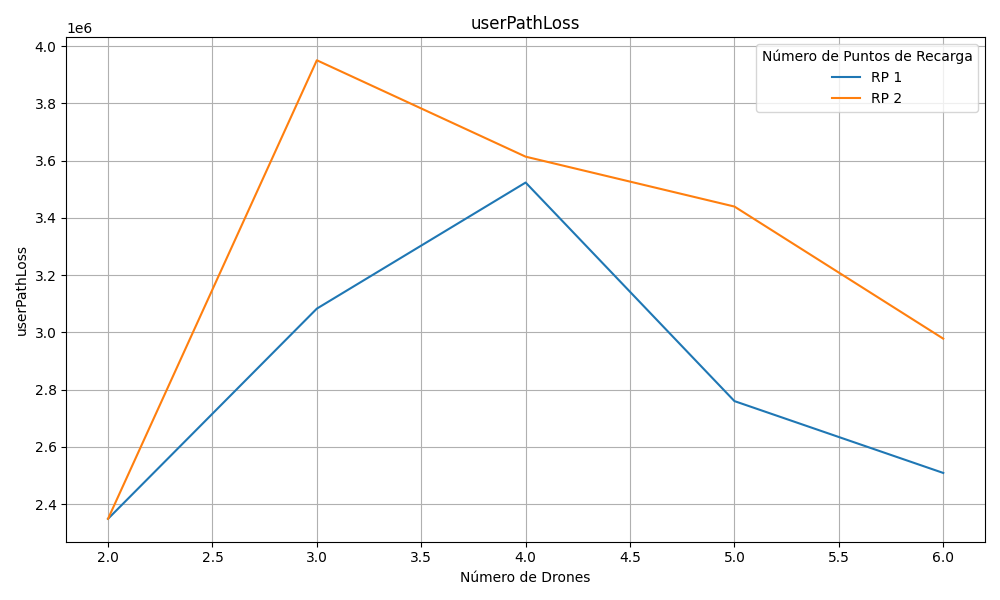 userPathLoss
1e6
4.0
3.8
3.6
3.4
3.2
3.0
2.8
2.6
2.4
userPathLoss
Número de Puntos de Recarga
RP 1
RP 2
2.0 2.5 3.0 3.5 4.0 4.5 5.0 5.5 6.0
Número de Drones